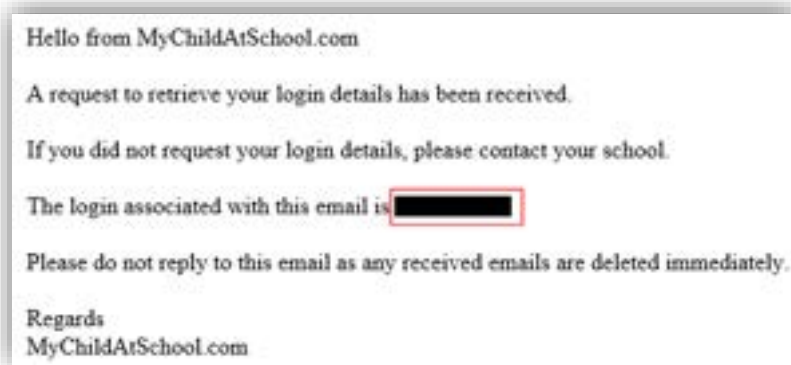 Hello from MyChildAtSchool.com
A request to retrieve your login details has been received.
If you did not request your login details, please contact your school.
The login associated with this email is
Please do not reply to this email as any received emails are deleted immediately.
Regards
MyChildAtSchool.com